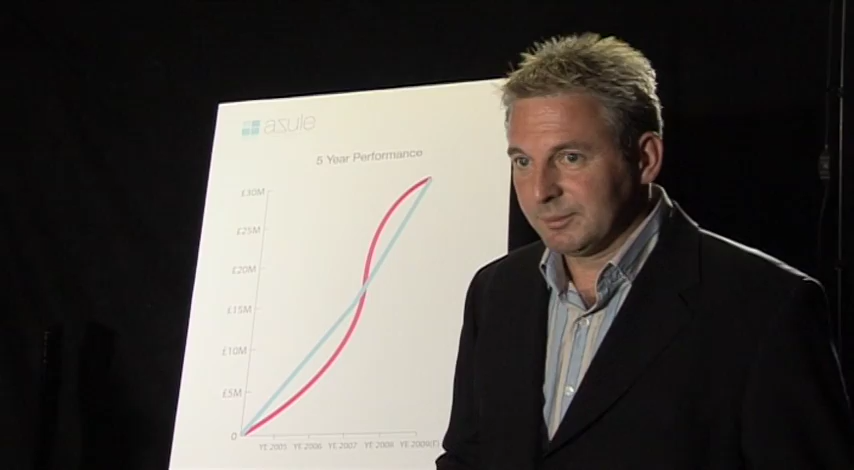 azule
5 Year Performance
£30M
£25M
£20M
£15M
£10M
£5M
0
YE 2005 YE 2006 YE 2007 YE 2008 YE 2009(F)